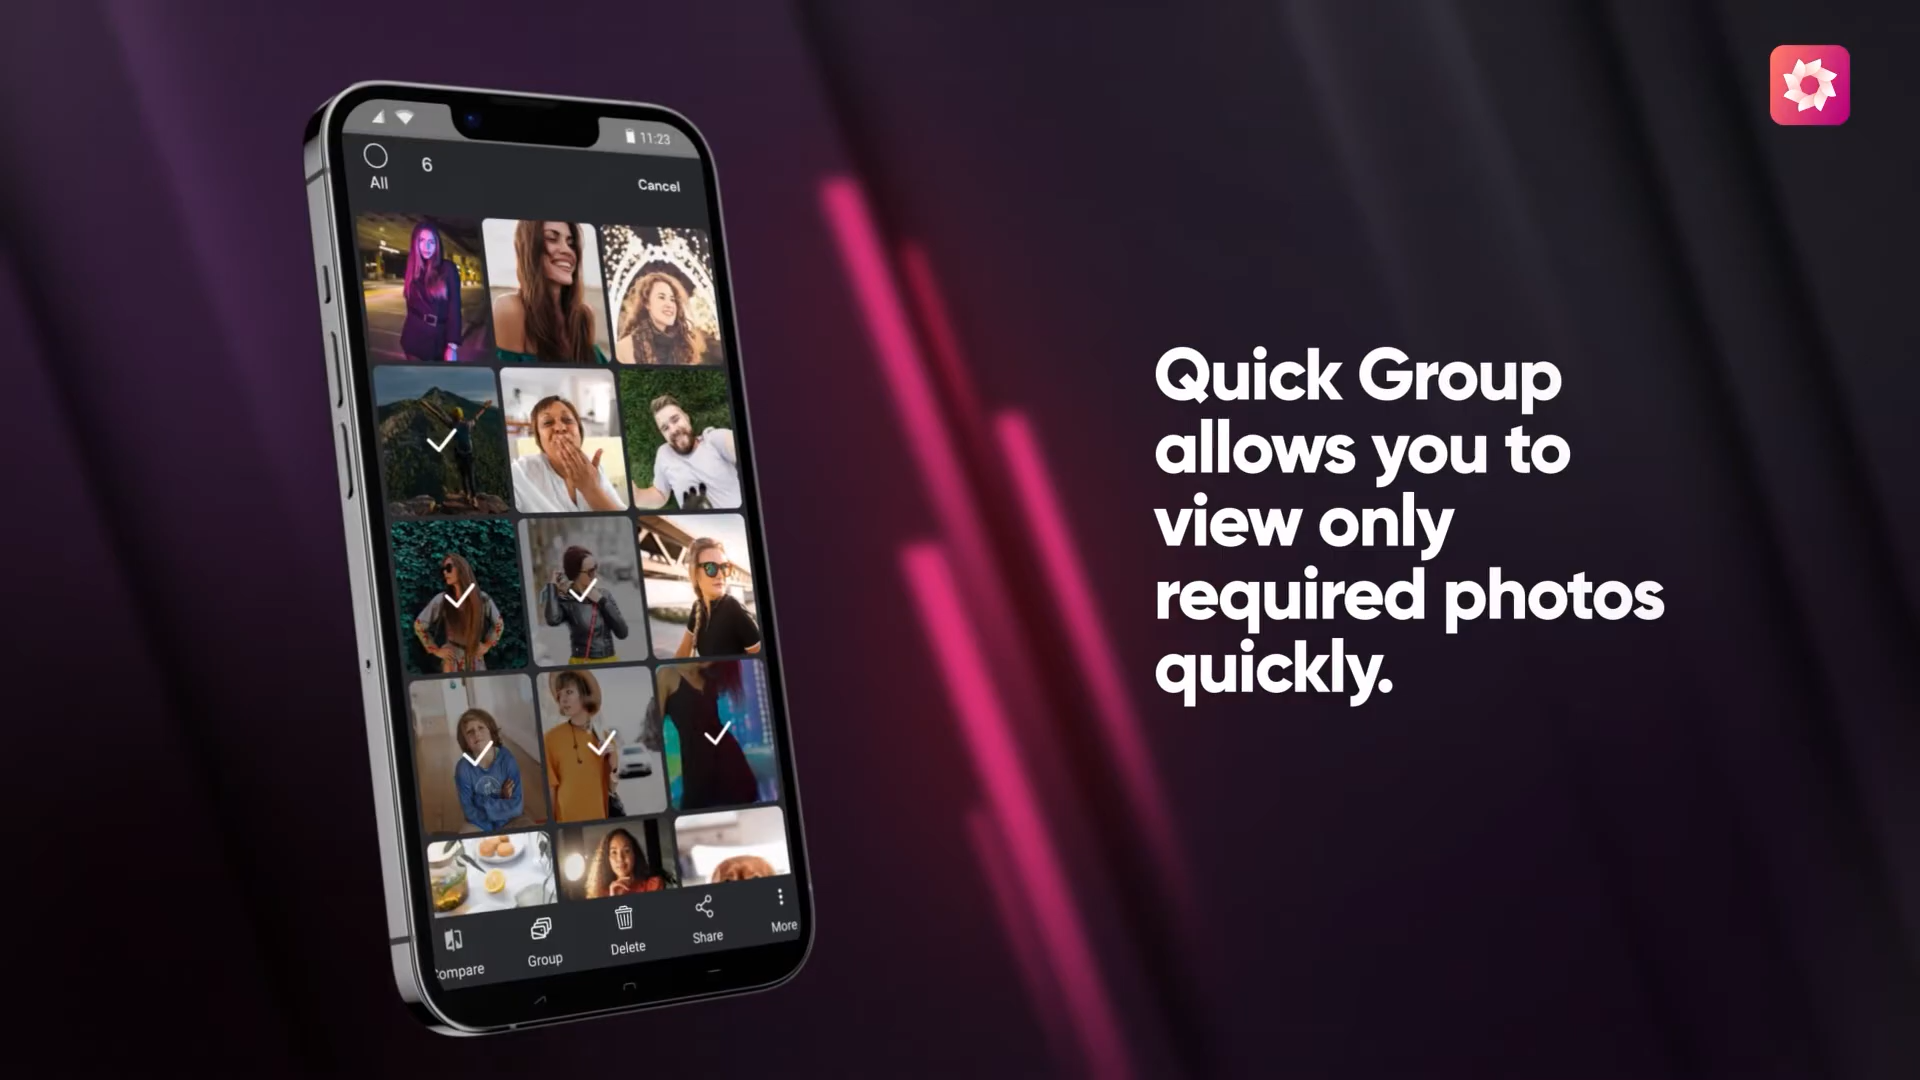 11:23
All
6
Cancel
Quick Group
allows you to
view only
required photos
quickly.
Compare
Group
Delete
Share
More